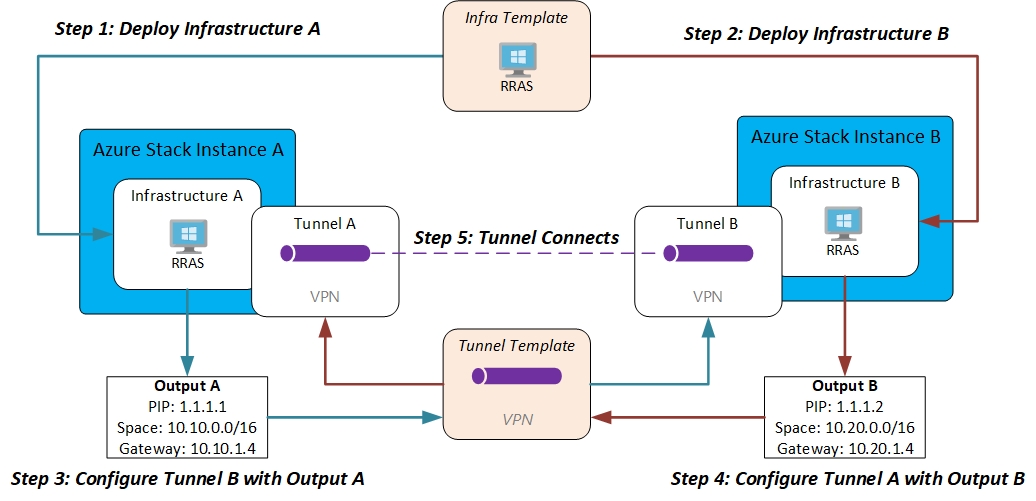 Step 1: Deploy Infrastructure A
Infra Template
RRAS
Step 2: Deploy Infrastructure B
Azure Stack Instance A
Infrastructure A
RRAS
Tunnel A
VPN
Step 5: Tunnel Connects
Azure Stack Instance B
Infrastructure B
RRAS
Tunnel B
VPN
Tunnel Template
VPN
Output A
PIP: 1.1.1.1
Space: 10.10.0.0/16
Gateway: 10.10.1.4
Output B
PIP: 1.1.1.2
Space: 10.20.0.0/16
Gateway: 10.20.1.4
Step 3: Configure Tunnel B with Output A
Step 4: Configure Tunnel A with Output B